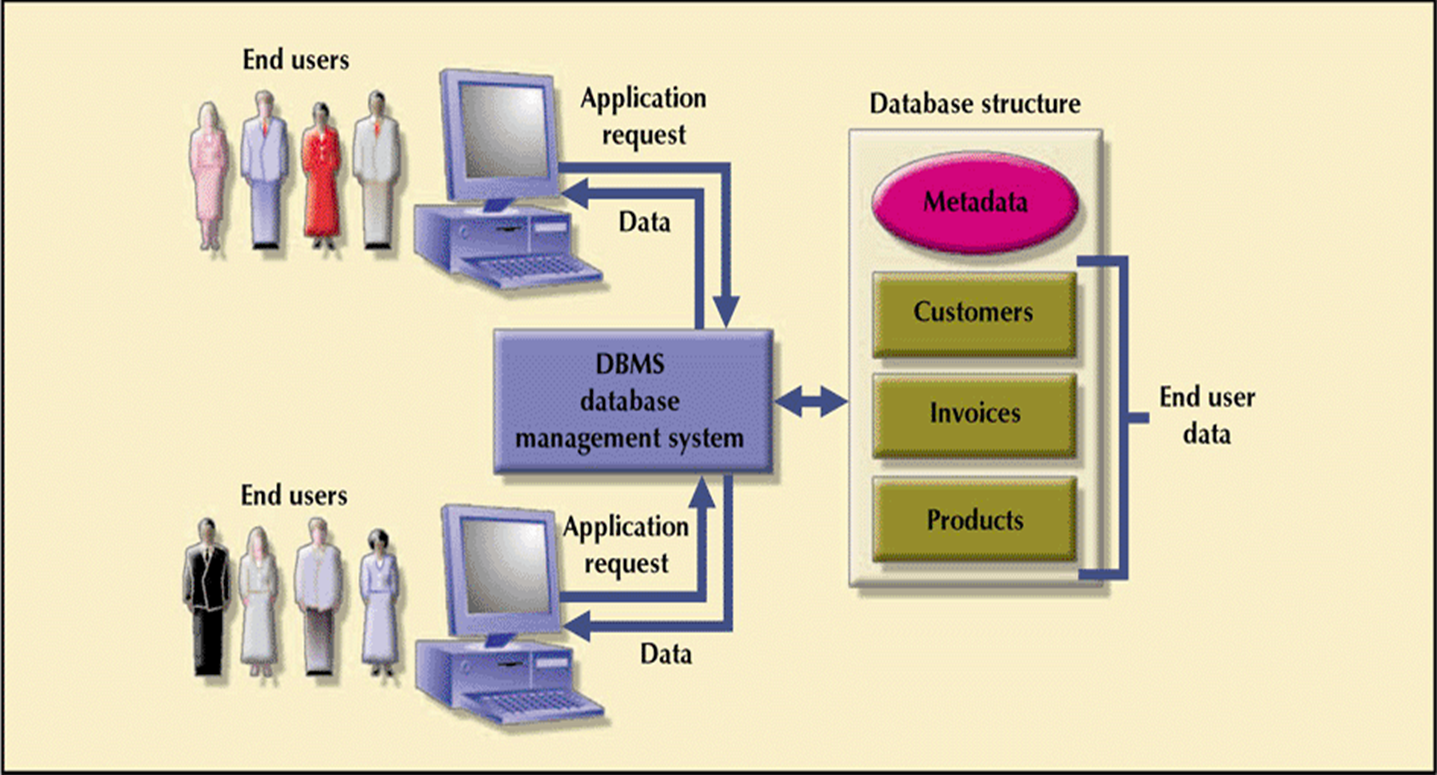 End users
Application
request
Data
Database structure
Metadata
Customers
Invoices
Products
End user
data
DBMS
database
management system
End users
Application
request
Data